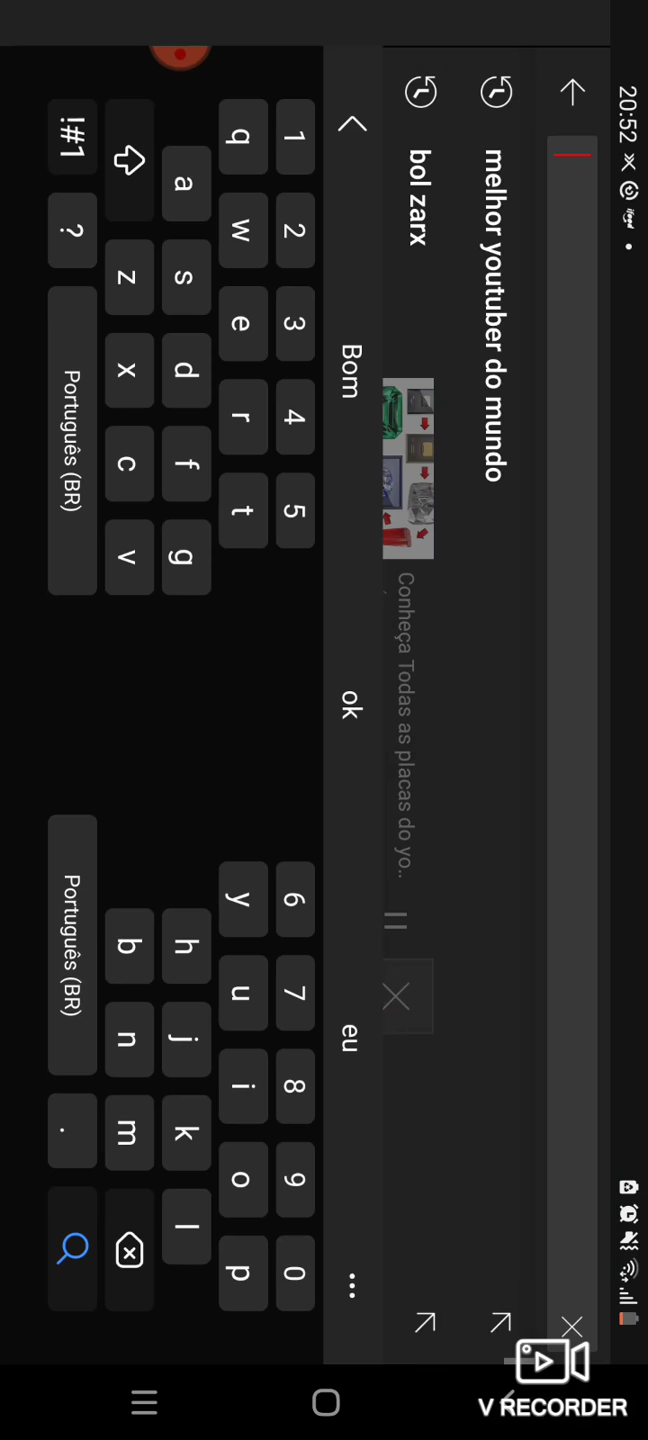 20:52
melhor youtuber do mundo
bol zarx
Conheça Todas as placas do yo..
Bom ok eu
1 2 3 4 5 6 7 8 9 0
q w e r t y u i o p
a s d f g h j k l
z x c v b n m
!#1 ? Português (BR) Português (BR) .
V RECORDER